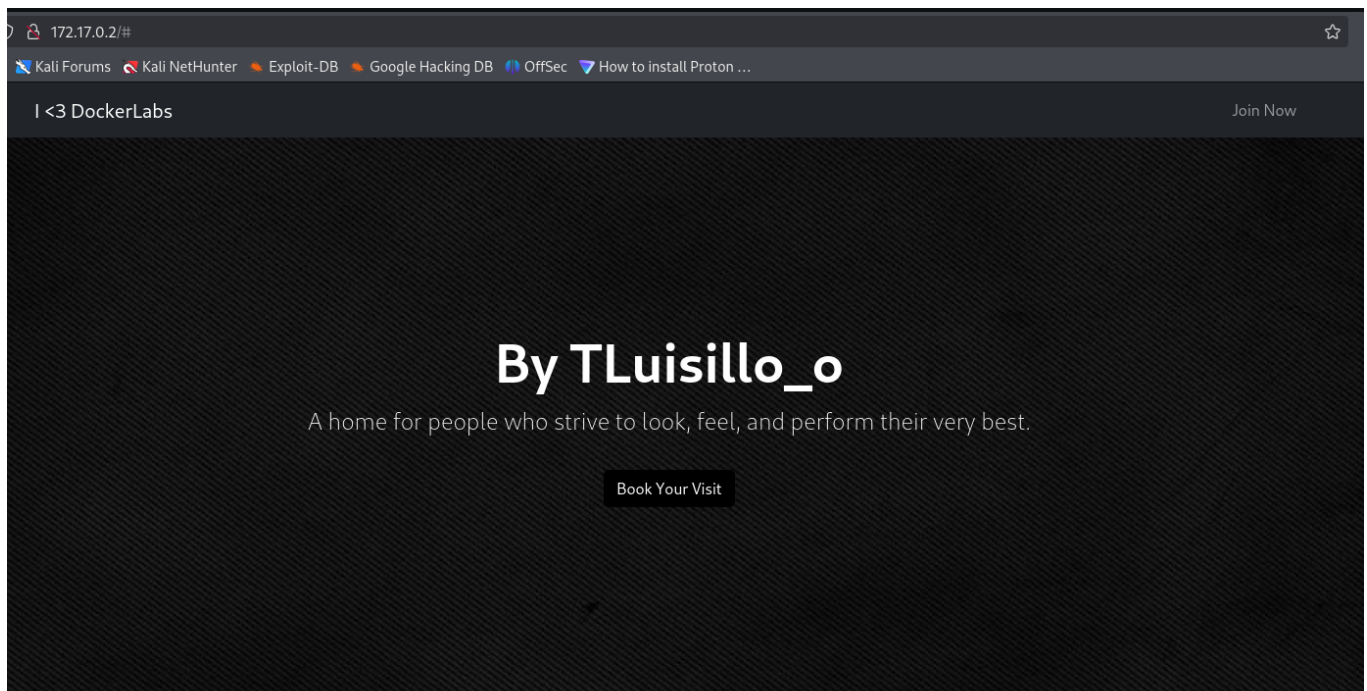 172.17.0.2/#
Kali Forums Kali NetHunter Exploit-DB Google Hacking DB OffSec How to install Proton ...
I <3 DockerLabs Join Now
By TLuisillo_o
A home for people who strive to look, feel, and perform their very best.
Book Your Visit